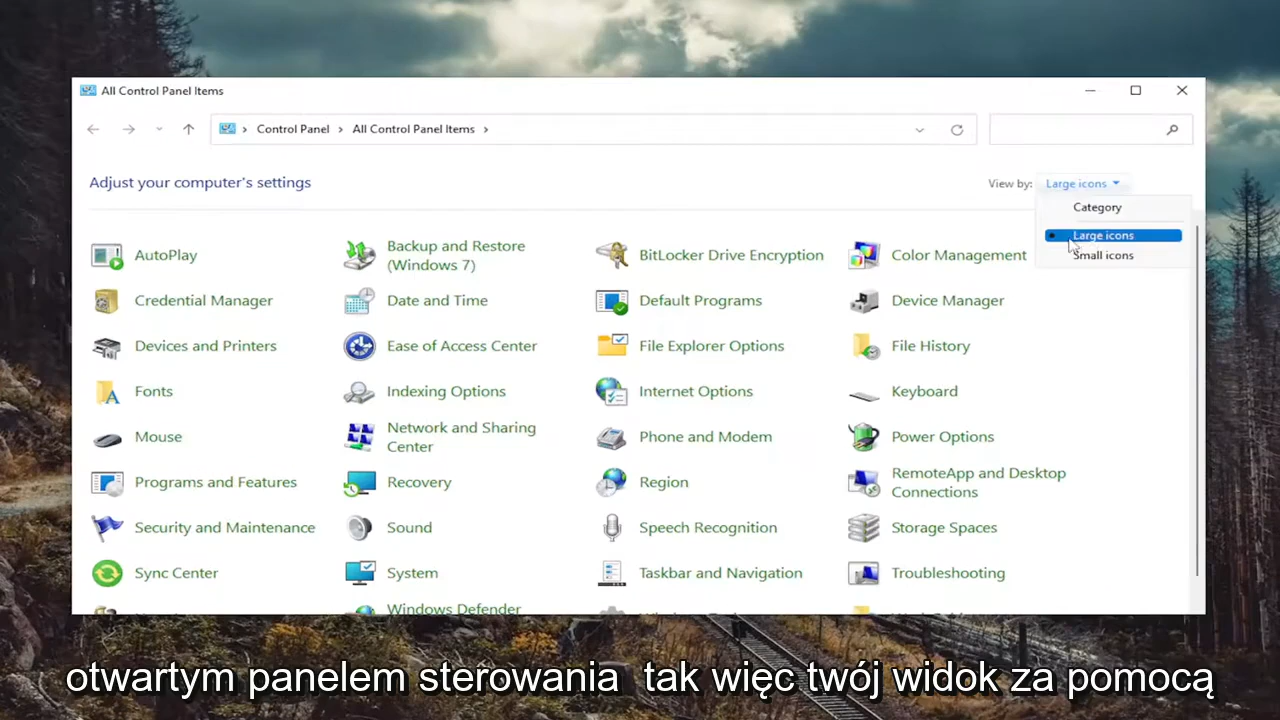 All Control Panel Items
Control Panel > All Control Panel Items >
Adjust your computer's settings
View by: Large icons
Category
Large icons
Small icons
AutoPlay
Backup and Restore
(Windows 7)
BitLocker Drive Encryption
Color Management
Credential Manager
Date and Time
Default Programs
Device Manager
Devices and Printers
Ease of Access Center
File Explorer Options
File History
Fonts
Indexing Options
Internet Options
Keyboard
Mouse
Network and Sharing
Center
Phone and Modem
Power Options
Programs and Features
Recovery
Region
RemoteApp and Desktop
Connections
Security and Maintenance
Sound
Speech Recognition
Storage Spaces
Sync Center
System
Taskbar and Navigation
Troubleshooting
Windows Defender
otwartym panelem sterowania tak więc twój widok za pomocą